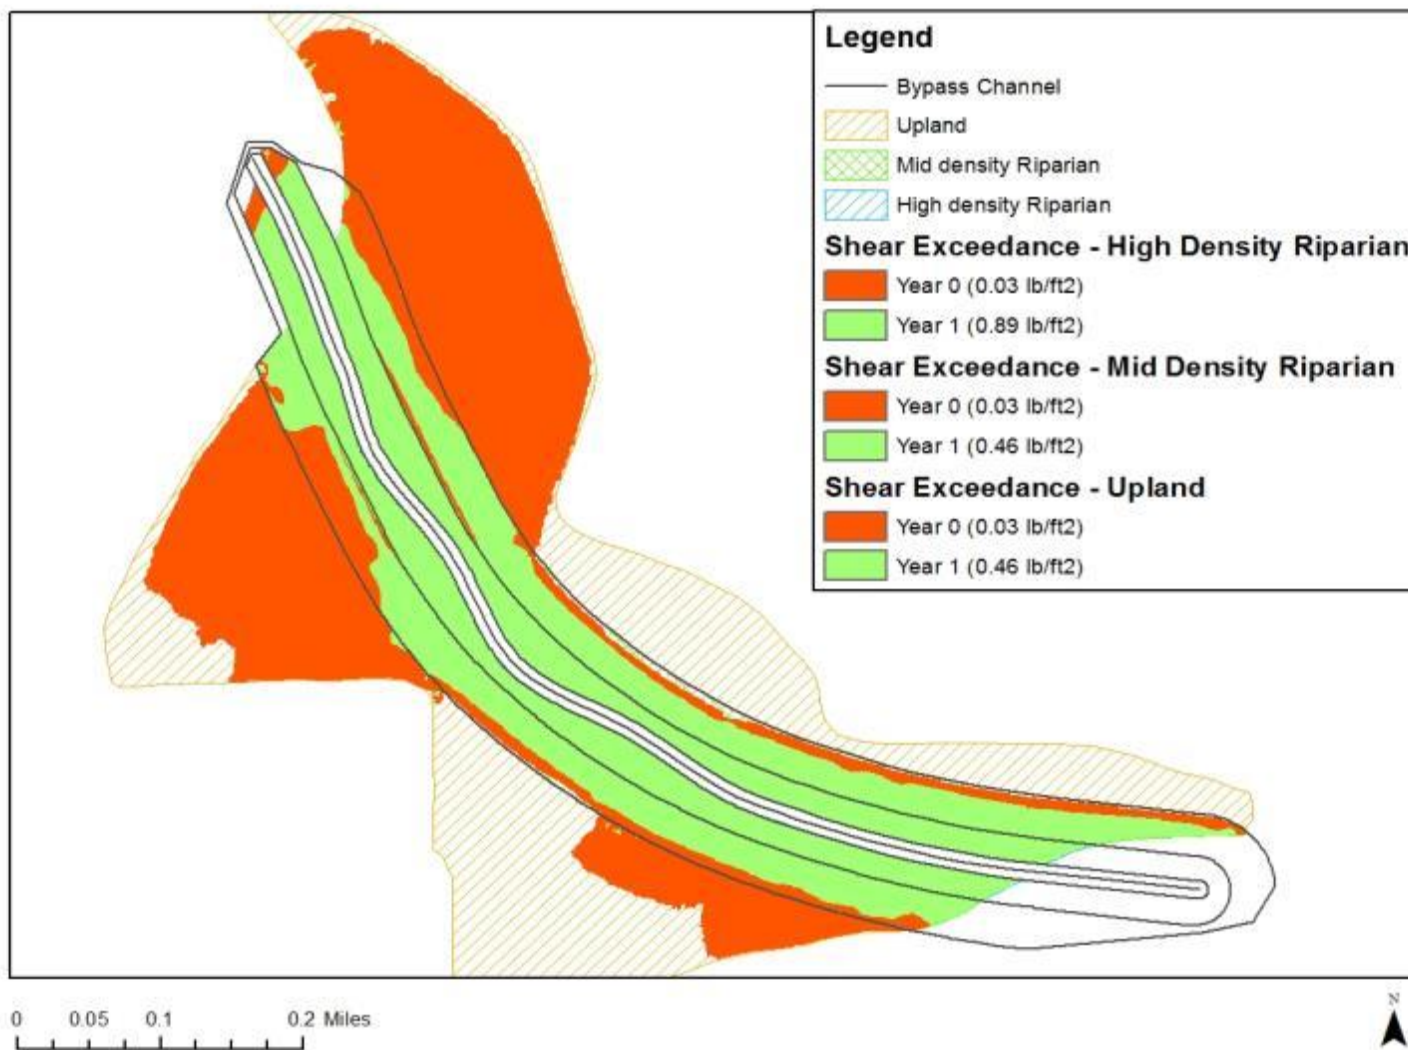 Legend
Bypass Channel
Upland
Mid density Riparian
High density Riparian
Shear Exceedance - High Density Riparian
Year 0 (0.03 lb/ft2)
Year 1 (0.89 lb/ft2)
Shear Exceedance - Mid Density Riparian
Year 0 (0.03 lb/ft2)
Year 1 (0.46 lb/ft2)
Shear Exceedance - Upland
Year 0 (0.03 lb/ft2)
Year 1 (0.46 lb/ft2)
0 0.05 0.1 0.2 Miles
N